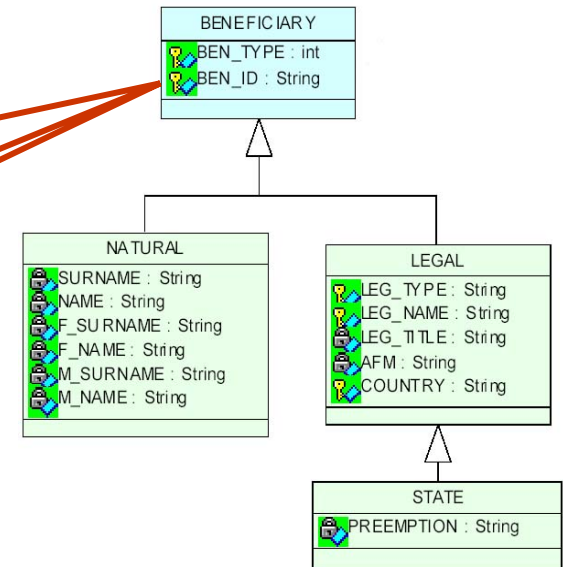 BENEFICIARY
BEN_TYPE : int
BEN_ID : String
NATURAL
SURNAME : String
NAME : String
F_SURNAME : String
F_NAME : String
M_SURNAME : String
M_NAME : String
LEGAL
LEG_TYPE : String
LEG_NAME : String
LEG_TITLE : String
AFM : String
COUNTRY : String
STATE
PREEMPTION : String